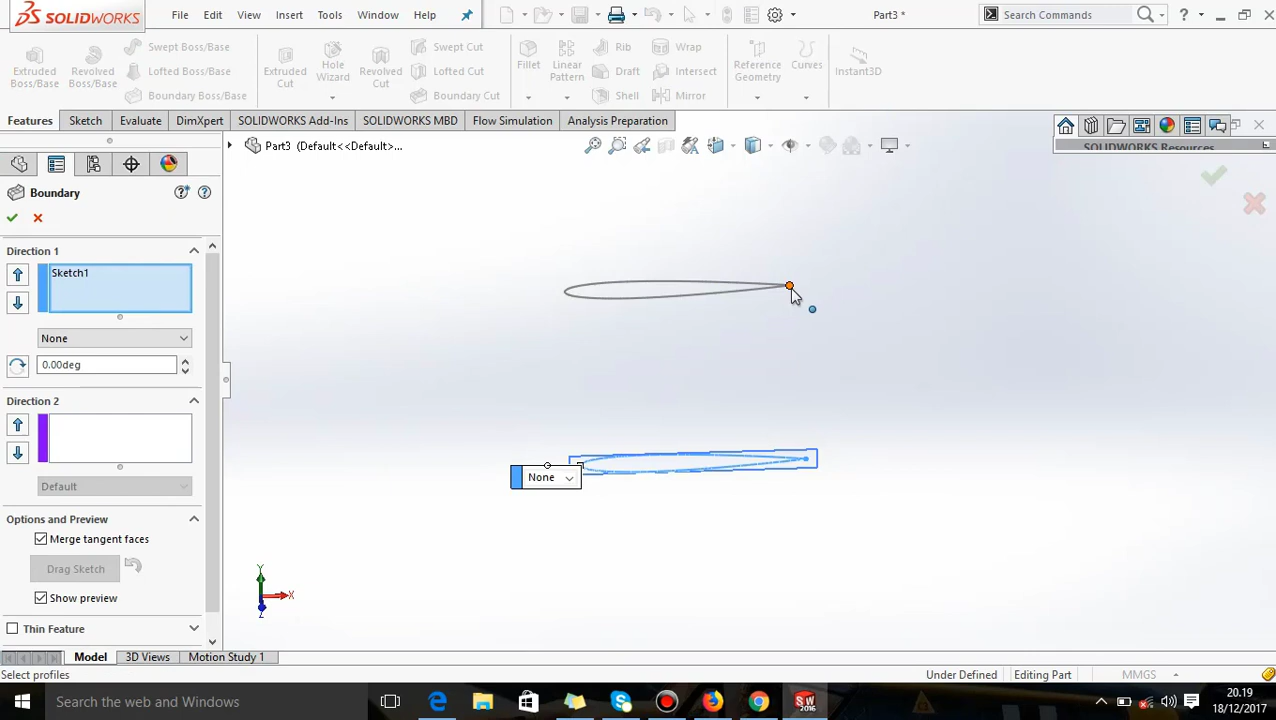 SOLIDWORKS
File Edit View Insert Tools Window Help
Part3 *
Search Commands
?
Extruded Boss/Base
Revolved Boss/Base
Swept Boss/Base
Lofted Boss/Base
Boundary Boss/Base
Extruded Cut
Hole Wizard
Revolved Cut
Swept Cut
Lofted Cut
Boundary Cut
Fillet
Linear Pattern
Rib
Draft
Shell
Wrap
Intersect
Mirror
Reference Geometry
Curves
Instant3D
Features Sketch Evaluate DimXpert SOLIDWORKS Add-Ins SOLIDWORKS MBD Flow Simulation Analysis Preparation
Part3 (Default<<Default>...
SOLIDWORKS Resources
Boundary
Direction 1
Sketch1
None
0.00deg
Direction 2
Default
Options and Preview
Merge tangent faces
Drag Sketch
Show preview
Thin Feature
None
Y
X
Z
Model 3D Views Motion Study 1
Select profiles
Under Defined Editing Part MMGS
Search the web and Windows
SW
2016
20.19
18/12/2017